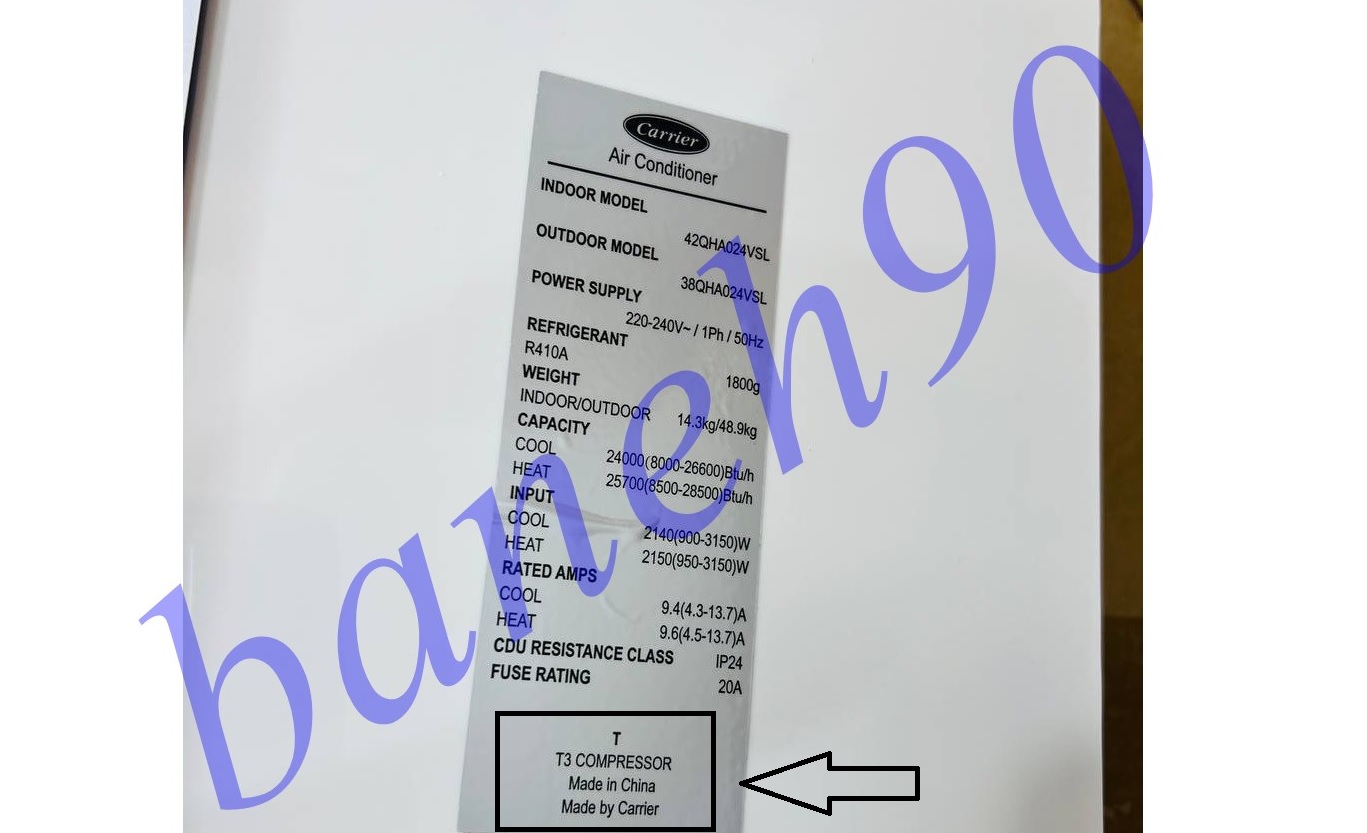 Carrier
Air Conditioner
INDOOR MODEL
42QHA024VSL
OUTDOOR MODEL
38QHA024VSL
POWER SUPPLY
220-240V~ / 1Ph / 50Hz
REFRIGERANT
R410A 1800g
WEIGHT
INDOOR/OUTDOOR 14.3kg/48.9kg
CAPACITY
COOL 24000(8000-26600)Btu/h
HEAT 25700(8500-28500)Btu/h
INPUT
COOL 2140(900-3150)W
HEAT 2150(950-3150)W
RATED AMPS
COOL 9.4(4.3-13.7)A
HEAT 9.6(4.5-13.7)A
CDU RESISTANCE CLASS IP24
FUSE RATING 20A
T
T3 COMPRESSOR
Made in China
Made by Carrier
baneh90